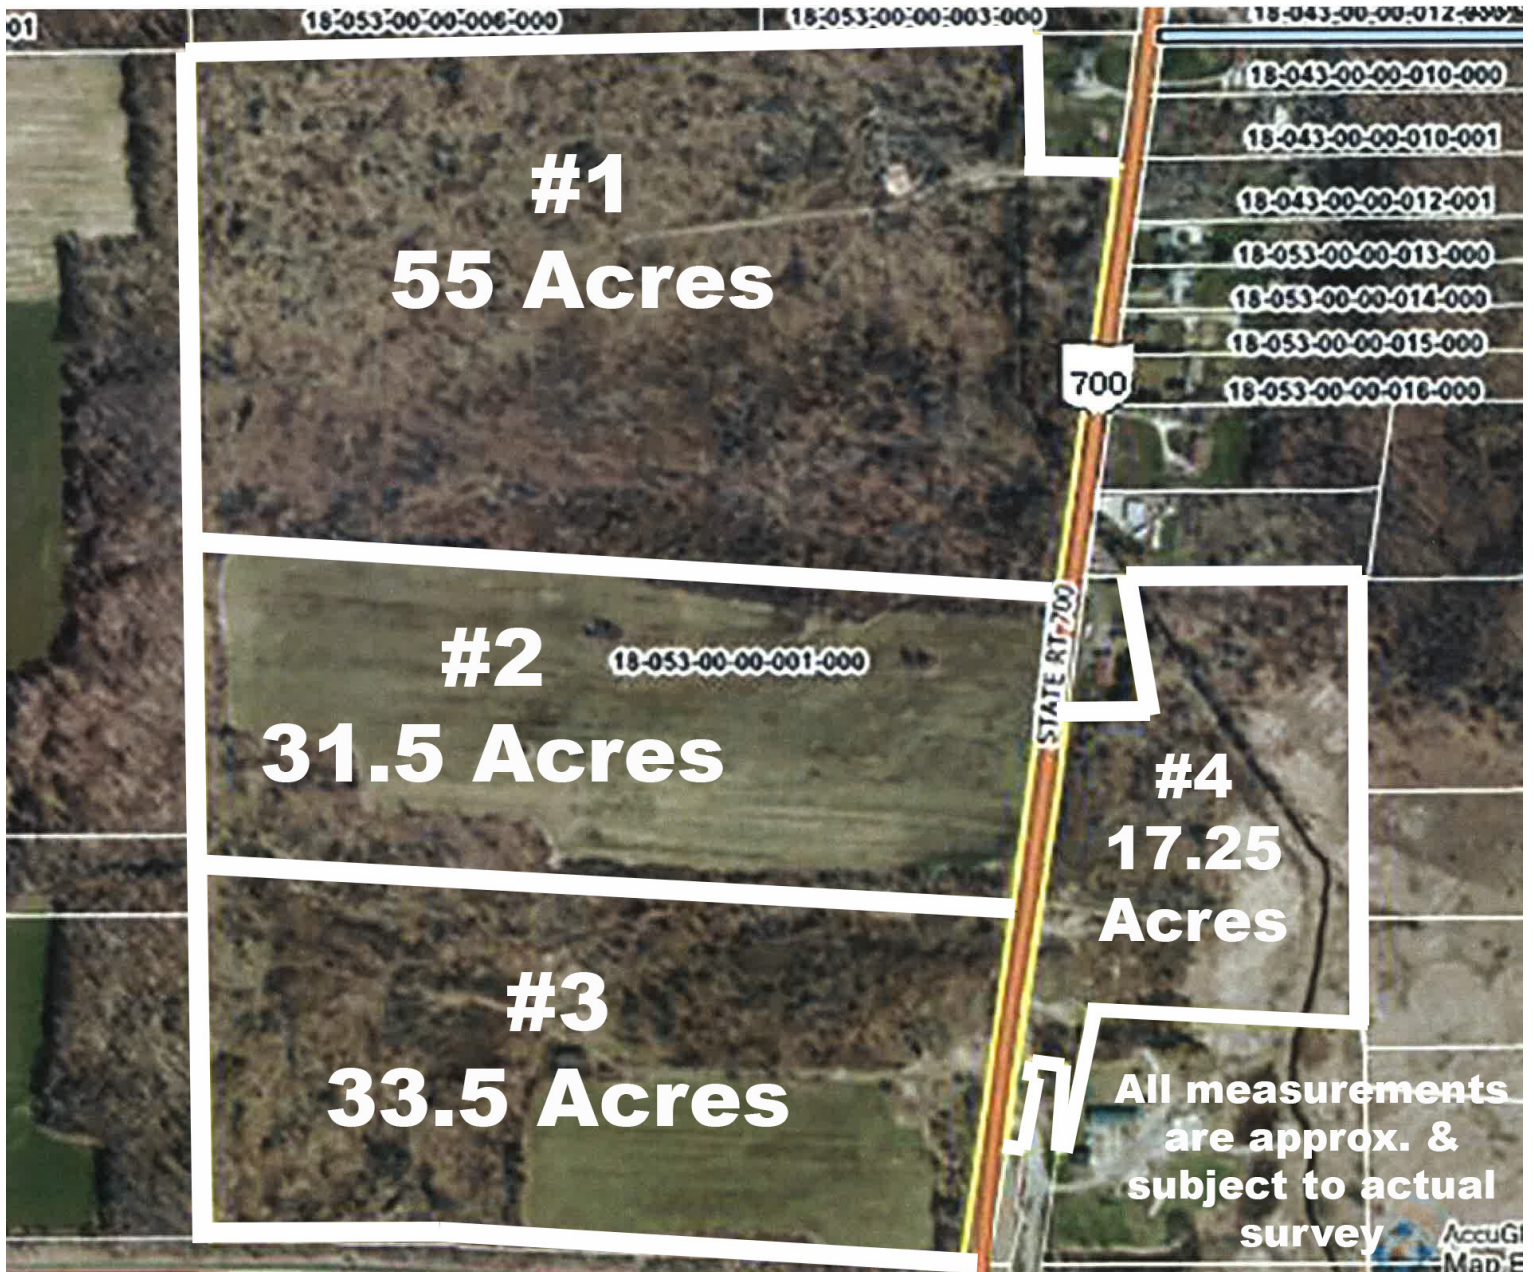 01
18-053-00-00-006-000
18-053-00-00-003-000
18-043-00-00-010-000
18-043-00-00-010-001
18-043-00-00-012-001
18-053-00-00-013-000
18-053-00-00-014-000
18-053-00-00-015-000
18-053-00-00-016-000
#1
55 Acres
700
STATE RT 700
#2
18-053-00-00-001-000
31.5 Acres
#4
17.25
Acres
#3
33.5 Acres
All measurements
are approx. &
subject to actual
survey
Map